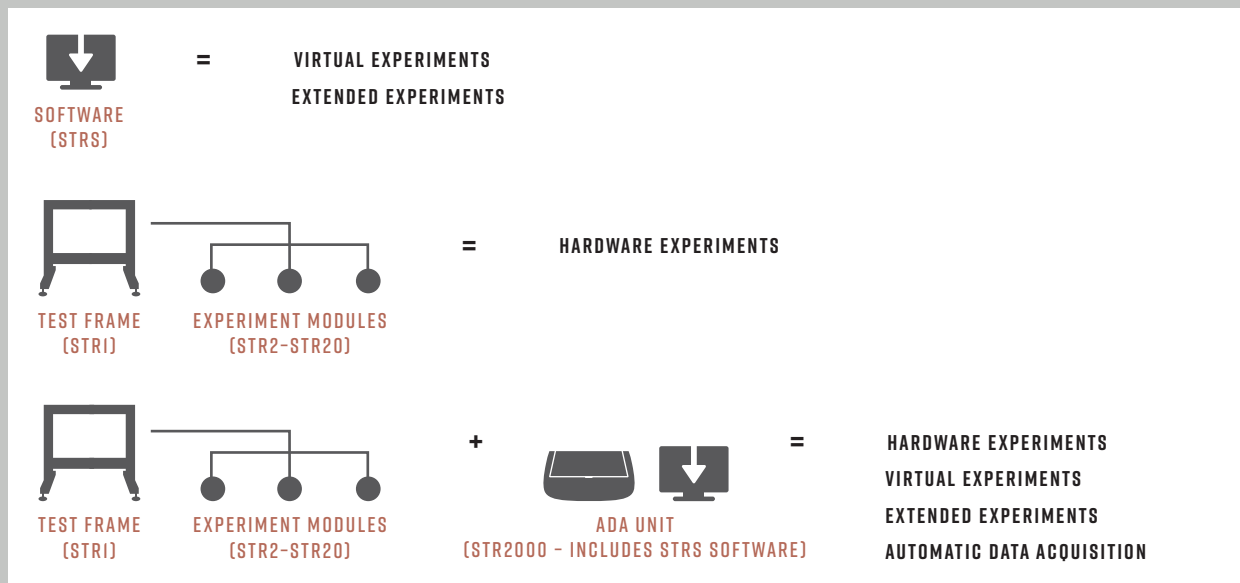 =
VIRTUAL EXPERIMENTS
EXTENDED EXPERIMENTS
SOFTWARE
(STRS)
=
HARDWARE EXPERIMENTS
TEST FRAME
(STR1)
EXPERIMENT MODULES
(STR2-STR20)
+
=
HARDWARE EXPERIMENTS
VIRTUAL EXPERIMENTS
EXTENDED EXPERIMENTS
AUTOMATIC DATA ACQUISITION
TEST FRAME
(STR1)
EXPERIMENT MODULES
(STR2-STR20)
ADA UNIT
(STR2000 – INCLUDES STRS SOFTWARE)